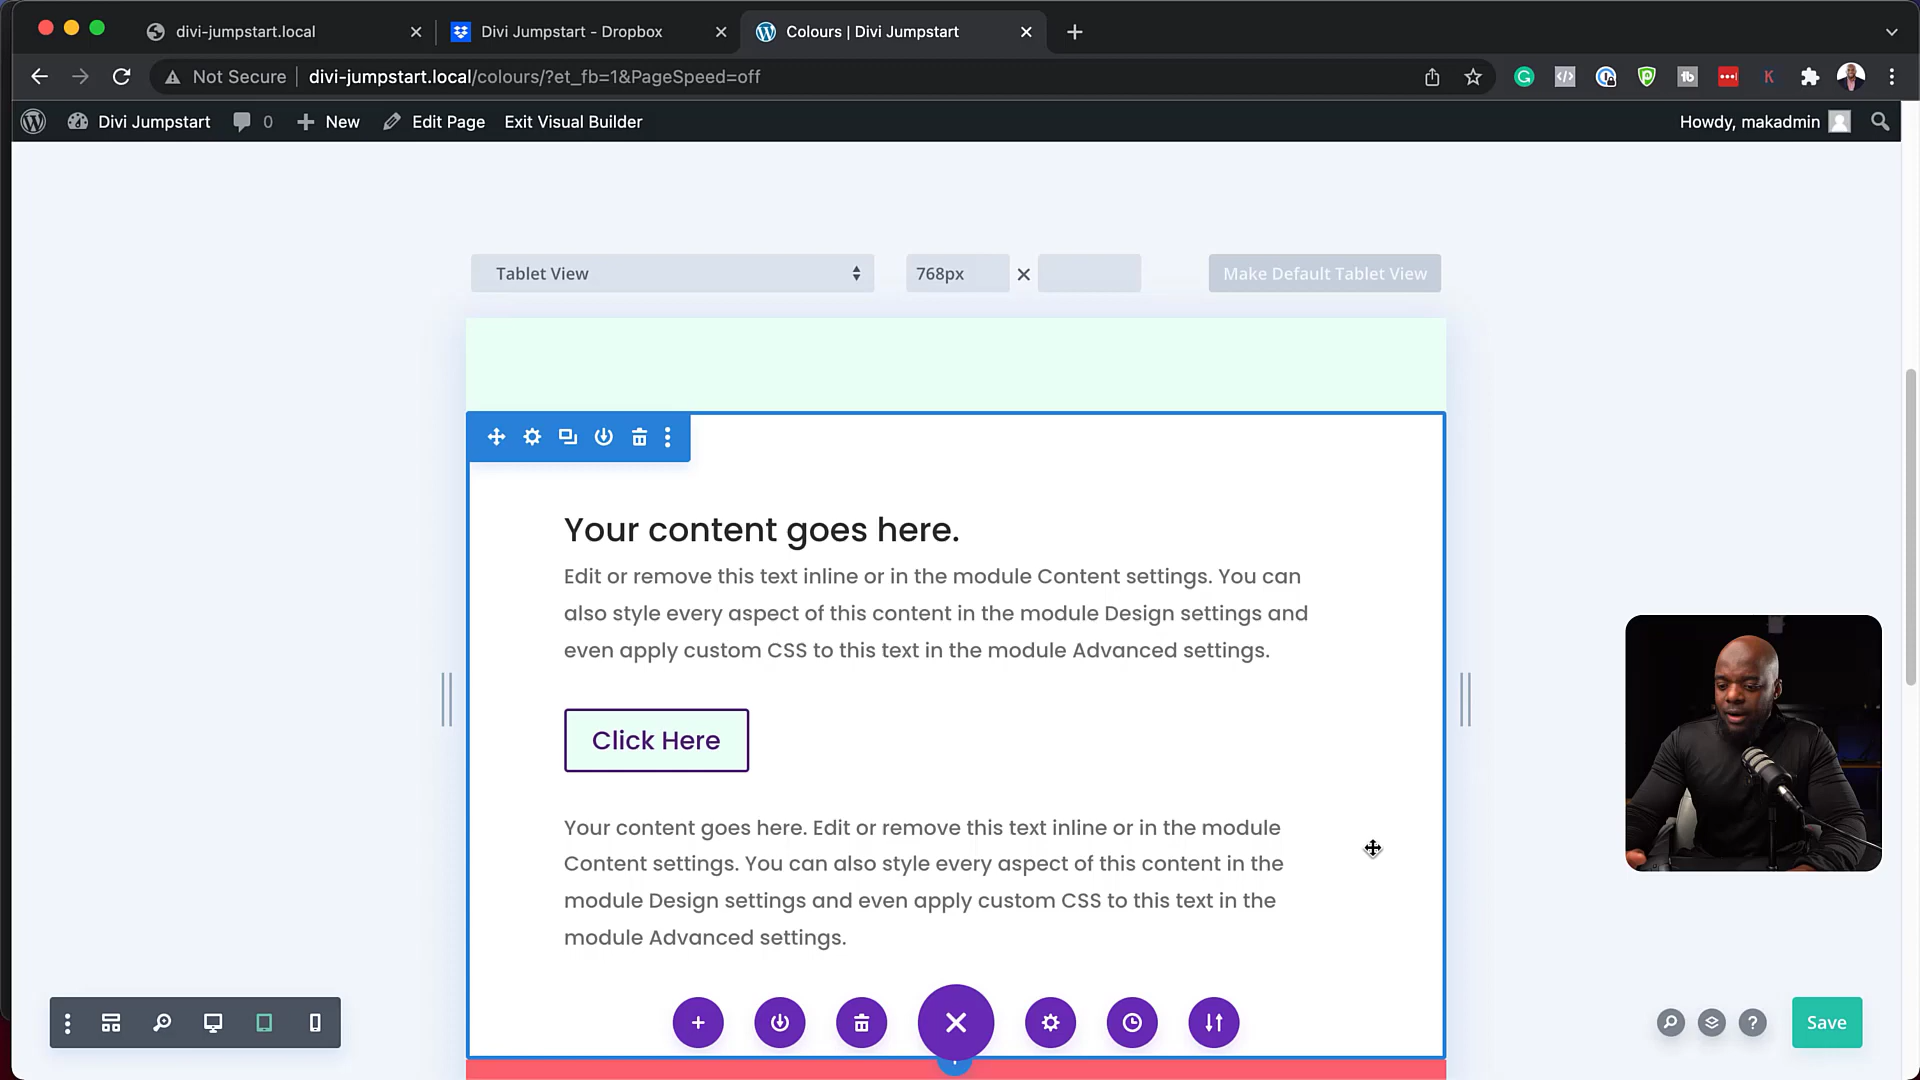 divi-jumpstart.local
Divi Jumpstart - Dropbox
Colours | Divi Jumpstart
Not Secure
divi-jumpstart.local/colours/?et_fb=1&PageSpeed=off
Divi Jumpstart
0
New
Edit Page
Exit Visual Builder
Howdy, makadmin
Tablet View
768px
Make Default Tablet View
Your content goes here.
Edit or remove this text inline or in the module Content settings. You can
also style every aspect of this content in the module Design settings and
even apply custom CSS to this text in the module Advanced settings.
Click Here
Your content goes here. Edit or remove this text inline or in the module
Content settings. You can also style every aspect of this content in the
module Design settings and even apply custom CSS to this text in the
module Advanced settings.
Save